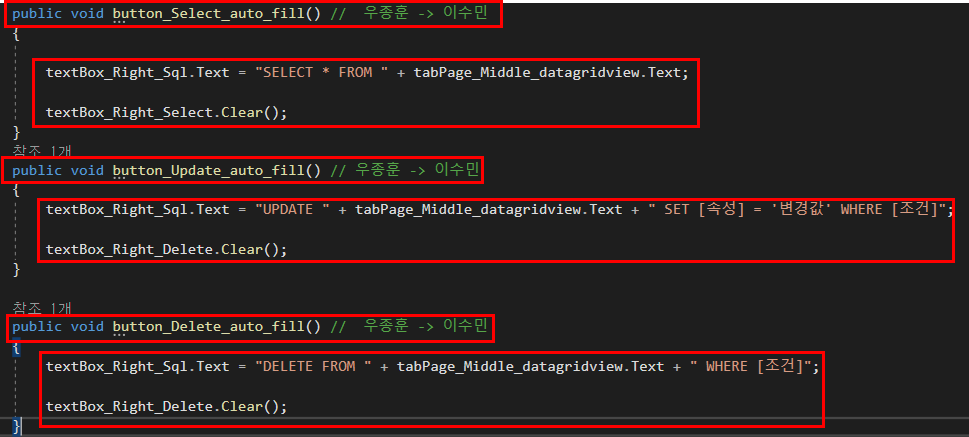 public void button_Select_auto_fill() // 우종훈 -> 이수민
{
textBox_Right_Sql.Text = "SELECT * FROM " + tabPage_Middle_datagridview.Text;
textBox_Right_Select.Clear();
}
참조 1개
public void button_Update_auto_fill() // 우종훈 -> 이수민
{
textBox_Right_Sql.Text = "UPDATE " + tabPage_Middle_datagridview.Text + " SET [속성] = '변경값' WHERE [조건]";
textBox_Right_Delete.Clear();
}
참조 1개
public void button_Delete_auto_fill() // 우종훈 -> 이수민
{
textBox_Right_Sql.Text = "DELETE FROM " + tabPage_Middle_datagridview.Text + " WHERE [조건]";
textBox_Right_Delete.Clear();
}